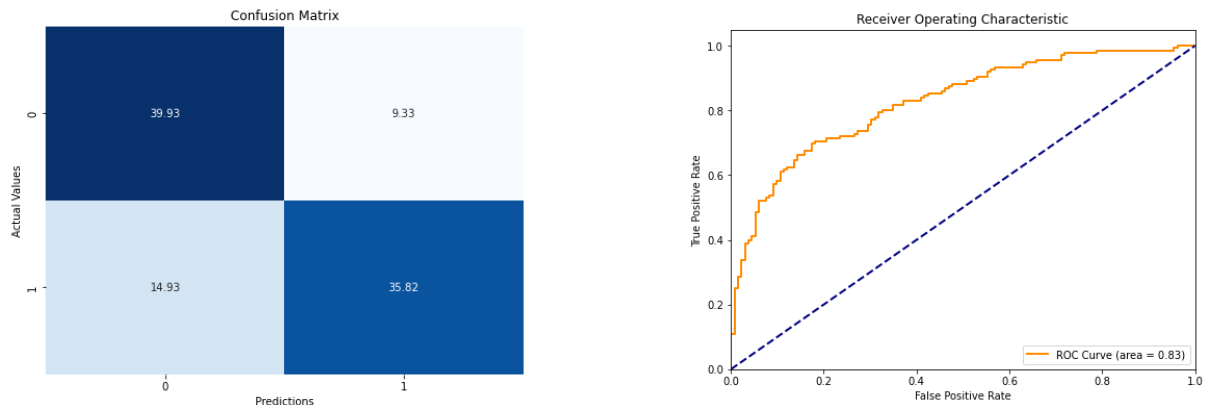 Confusion Matrix
0
39.93 9.33
Actual Values
1
14.93 35.82
0 1
Predictions
Receiver Operating Characteristic
1.0
0.8
0.6
0.4
0.2
0.0
True Positive Rate
ROC Curve (area = 0.83)
0.0 0.2 0.4 0.6 0.8 1.0
False Positive Rate